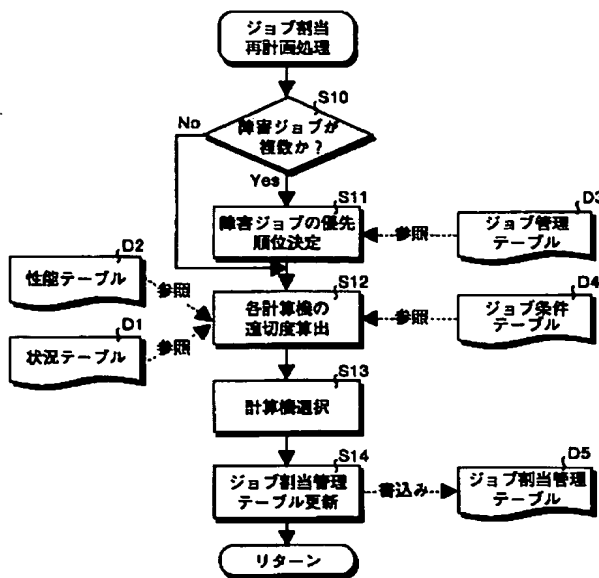 ジョブ割当
再計画処理
S10
No
障害ジョブが
複数か？
Yes
S11
障害ジョブの優先
順位決定
参照
D3
ジョブ管理
テーブル
D2
性能テーブル
参照
D1
状況テーブル
参照
S12
各計算機の
適切度算出
参照
D4
ジョブ条件
テーブル
S13
計算機選択
S14
ジョブ割当管理
テーブル更新
書込み
D5
ジョブ割当管理
テーブル
リターン